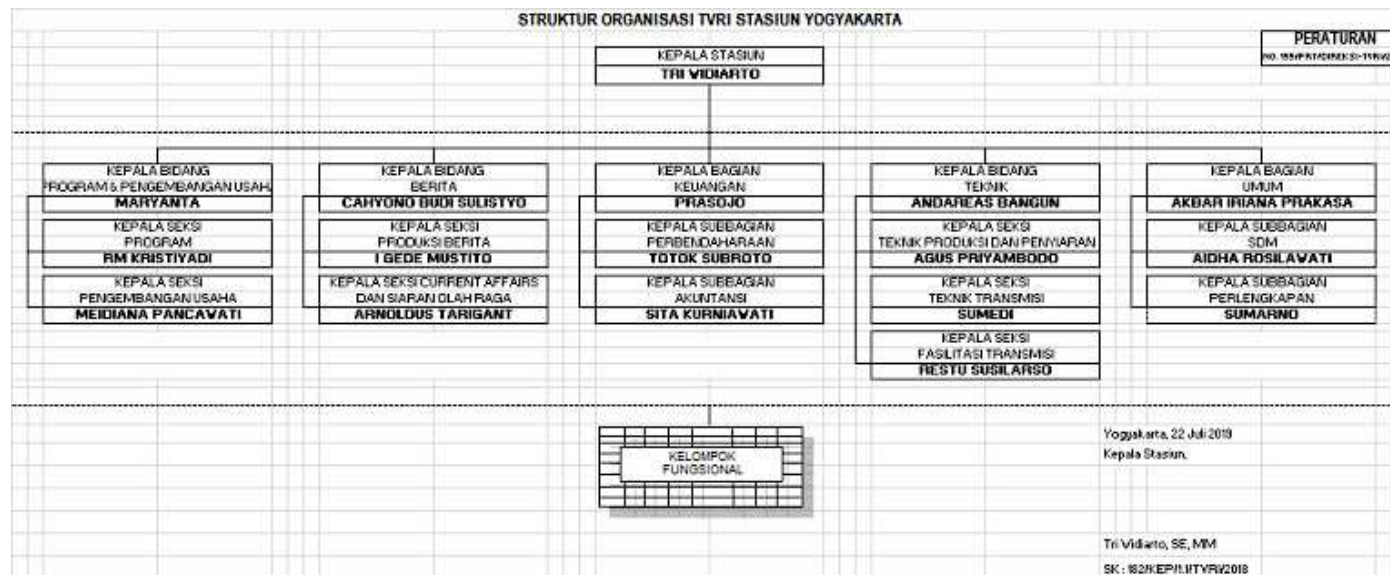 STRUKTUR ORGANISASI TVRI STASIUN YOGYAKARTA
PERATURAN
KEPALA STASIUN
TRI WIDIARTO
KEPALA BIDANG
PROGRAM & PENGEMBANGAN USAHA
MARYANTA
KEPALA SEKSI
PROGRAM
RM KRISTIYADI
KEPALA SEKSI
PENGEMBANGAN USAHA
MEIDIANA PANCAWATI
KEPALA BIDANG
BERITA
CAHYONO BUDI SULISTYO
KEPALA SEKSI
PRODUKSI BERITA
I GEDE MUSTITO
KEPALA SEKSI CURRENT AFFAIRS
DAN SIARAN OLAH RAGA
ARNOLDUS TARIGANT
KEPALA BAGIAN
KEUANGAN
PRASOJO
KEPALA SUBBAGIAN
PERBENDAHARAAN
TOTOK SUBROTO
KEPALA SUBBAGIAN
AKUNTANSI
SITA KURNIAWATI
KEPALA BIDANG
TEKNIK
ANDAREAS BANGUN
KEPALA SEKSI
TEKNIK PRODUKSI DAN PENYIARAN
AGUS PRIYAMBODO
KEPALA SEKSI
TEKNIK TRANSMISI
SUMEDI
KEPALA SEKSI
FASILITASI TRANSMISI
RESTU SUSILARSO
KEPALA BAGIAN
UMUM
AKBAR IRIANA PRAKASA
KEPALA SUBBAGIAN
SDM
AIDHA ROSILAWATI
KEPALA SUBBAGIAN
PERLENGKAPAN
SUMARNO
KELOMPOK
FUNGSIONAL
Yogyakarta, 22 Juli 2019
Kepala Stasiun,
Tri Widiarto, SE, MM
SK :